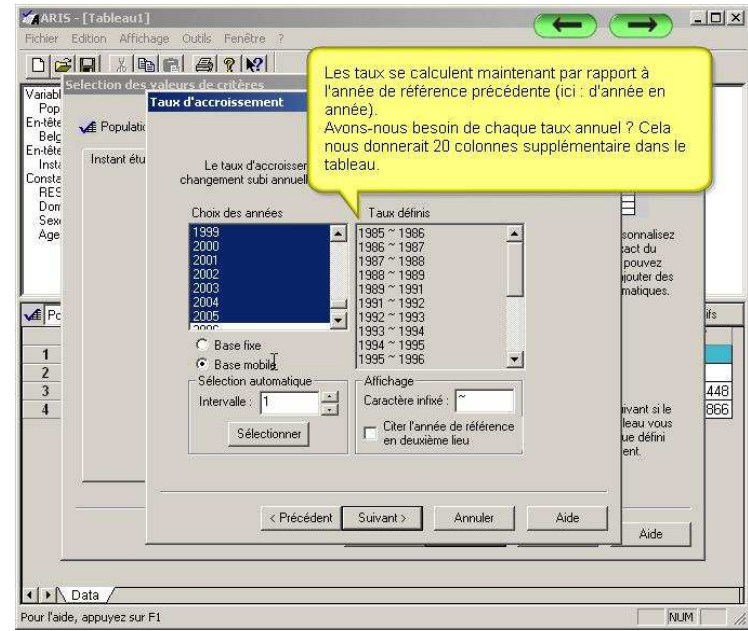 ARIS - [Tableau1]
Fichier Edition Affichage Outils Fenêtre ?
Les taux se calculent maintenant par rapport à
l'année de référence précédente (ici : d'année en
année).
Avons-nous besoin de chaque taux annuel ? Cela
nous donnerait 20 colonnes supplémentaire dans le
tableau.
Selection des valeurs de critères
Taux d'accroissement
Variabl
Pop
En-tête
Belg
En-tête
Insta
Consta
RES
Dom
Sexe
Age
Populatio
Instant étu
Le taux d'accroisser
changement subi annuell
Choix des années
1999
2000
2001
2002
2003
2004
2005
Taux définis
1985 ~ 1986
1986 ~ 1987
1987 ~ 1988
1988 ~ 1989
1989 ~ 1991
1991 ~ 1992
1992 ~ 1993
1993 ~ 1994
1994 ~ 1995
1995 ~ 1996
Base fixe
Base mobile
Sélection automatique
Intervalle : 1
Sélectionner
Affichage
Caractère infixé : ~
Citer l'année de référence
en deuxième lieu
sonnalisez
xact du
pouvez
jouter des
matiques.
ivant si le
leau vous
ue défini
ent.
Po
ifs
1
2
3 448
4 866
< Précédent Suivant > Annuler Aide
Aide
Data
Pour l'aide, appuyez sur F1 NUM